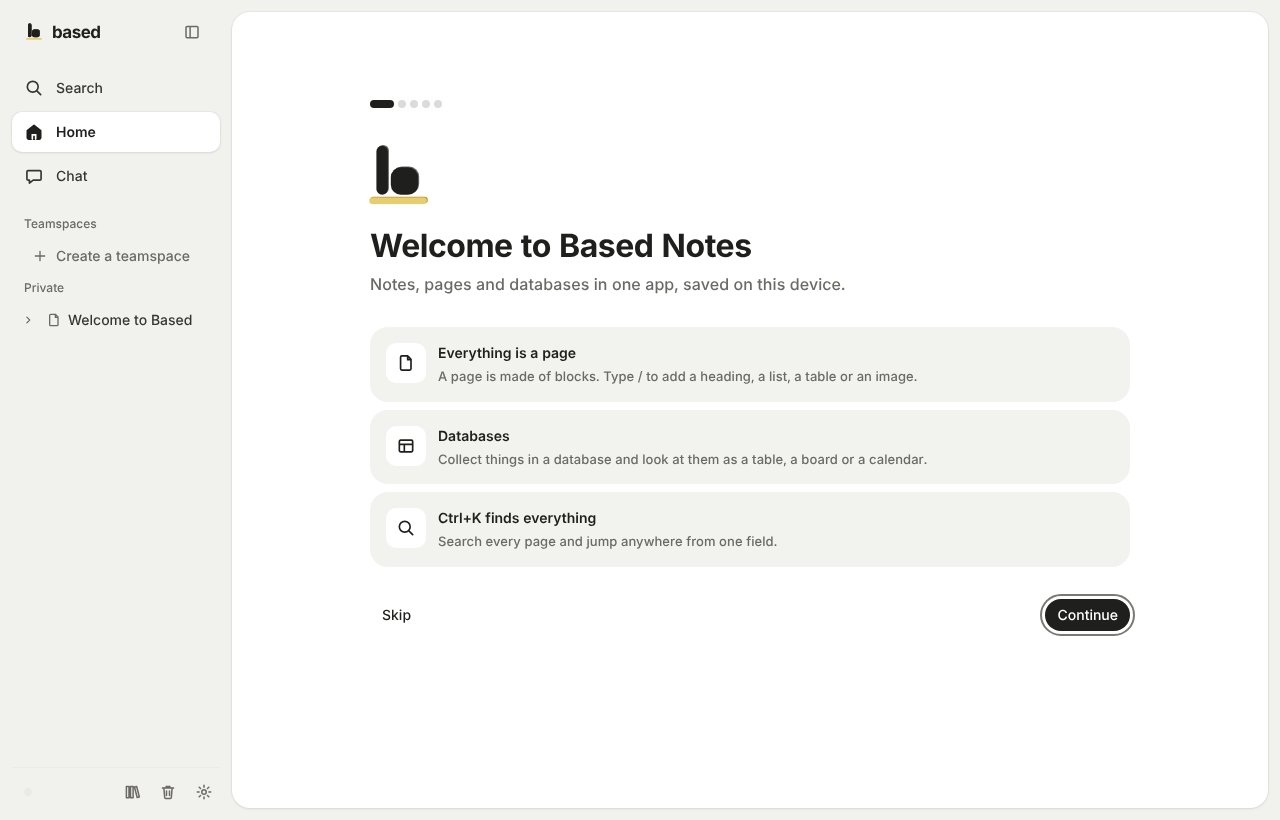 based
Search
Home
Chat
Teamspaces
Create a teamspace
Private
Welcome to Based
Welcome to Based Notes
Notes, pages and databases in one app, saved on this device.
Everything is a page
A page is made of blocks. Type / to add a heading, a list, a table or an image.
Databases
Collect things in a database and look at them as a table, a board or a calendar.
Ctrl+K finds everything
Search every page and jump anywhere from one field.
Skip
Continue